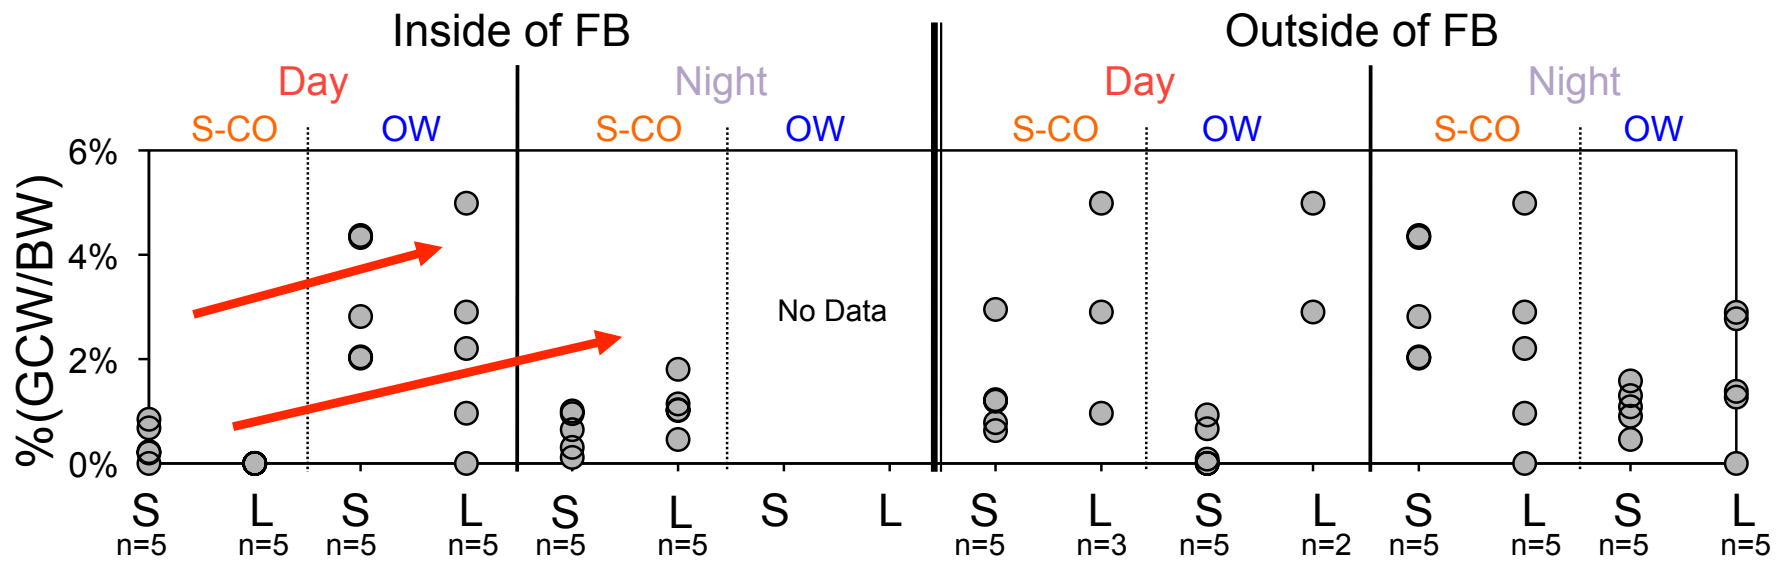 Inside of FB Outside of FB
Day Night Day Night
S-CO OW S-CO OW S-CO OW S-CO OW
6%
4%
2%
0%
%(GCW/BW)
No Data
S L S L S L S L S L S L S L S L
n=5 n=5 n=5 n=5 n=5 n=5 n=5 n=3 n=5 n=2 n=5 n=5 n=5 n=5